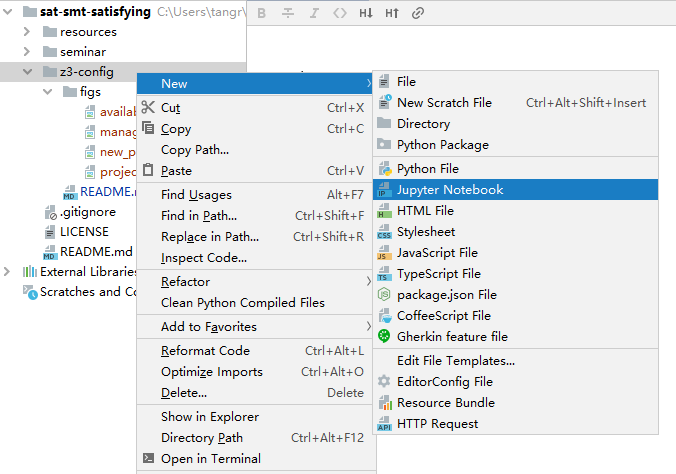 sat-smt-satisfying C:\Users\tangr\
resources
seminar
z3-config
figs
availa
manag
new_p
projec
README.m
.gitignore
LICENSE
README.md
External Libraries
Scratches and Co
B S I <> H↓ H↑
New
Cut Ctrl+X
Copy Ctrl+C
Copy Path...
Paste Ctrl+V
Find Usages Alt+F7
Find in Path... Ctrl+Shift+F
Replace in Path... Ctrl+Shift+R
Inspect Code...
Refactor
Clean Python Compiled Files
Add to Favorites
Reformat Code Ctrl+Alt+L
Optimize Imports Ctrl+Alt+O
Delete... Delete
Show in Explorer
Directory Path Ctrl+Alt+F12
Open in Terminal
File
New Scratch File Ctrl+Alt+Shift+Insert
Directory
Python Package
Python File
Jupyter Notebook
HTML File
Stylesheet
JavaScript File
TypeScript File
package.json File
CoffeeScript File
Gherkin feature file
Edit File Templates...
EditorConfig File
Resource Bundle
HTTP Request